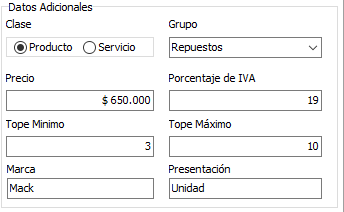 Datos Adicionales
Clase Grupo
Producto Servicio Repuestos
Precio Porcentaje de IVA
$ 650.000 19
Tope Minimo Tope Máximo
3 10
Marca Presentación
Mack Unidad